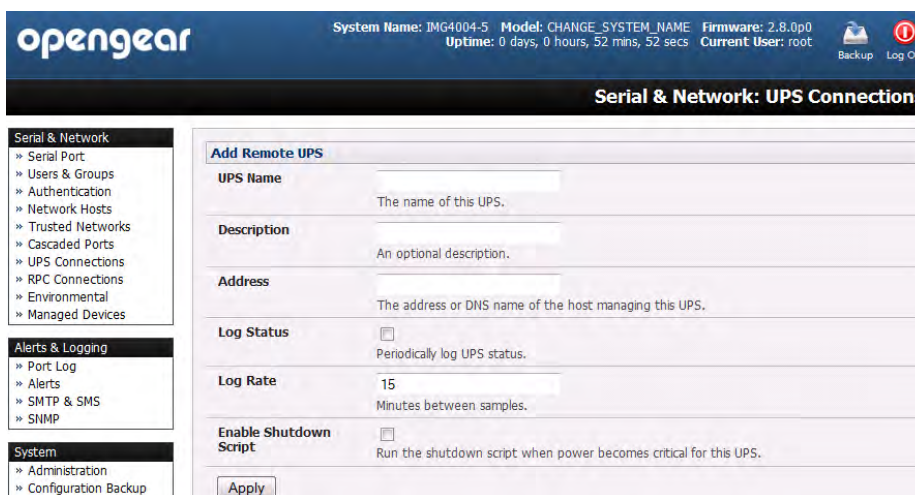 opengear
System Name: IMG4004-5 Model: CHANGE_SYSTEM_NAME Firmware: 2.8.0p0
Uptime: 0 days, 0 hours, 52 mins, 52 secs Current User: root
Backup Log O
Serial & Network: UPS Connection
Serial & Network
» Serial Port
» Users & Groups
» Authentication
» Network Hosts
» Trusted Networks
» Cascaded Ports
» UPS Connections
» RPC Connections
» Environmental
» Managed Devices
Alerts & Logging
» Port Log
» Alerts
» SMTP & SMS
» SNMP
System
» Administration
» Configuration Backup
Add Remote UPS
UPS Name
The name of this UPS.
Description
An optional description.
Address
The address or DNS name of the host managing this UPS.
Log Status
Periodically log UPS status.
Log Rate
15
Minutes between samples.
Enable Shutdown
Script
Run the shutdown script when power becomes critical for this UPS.
Apply